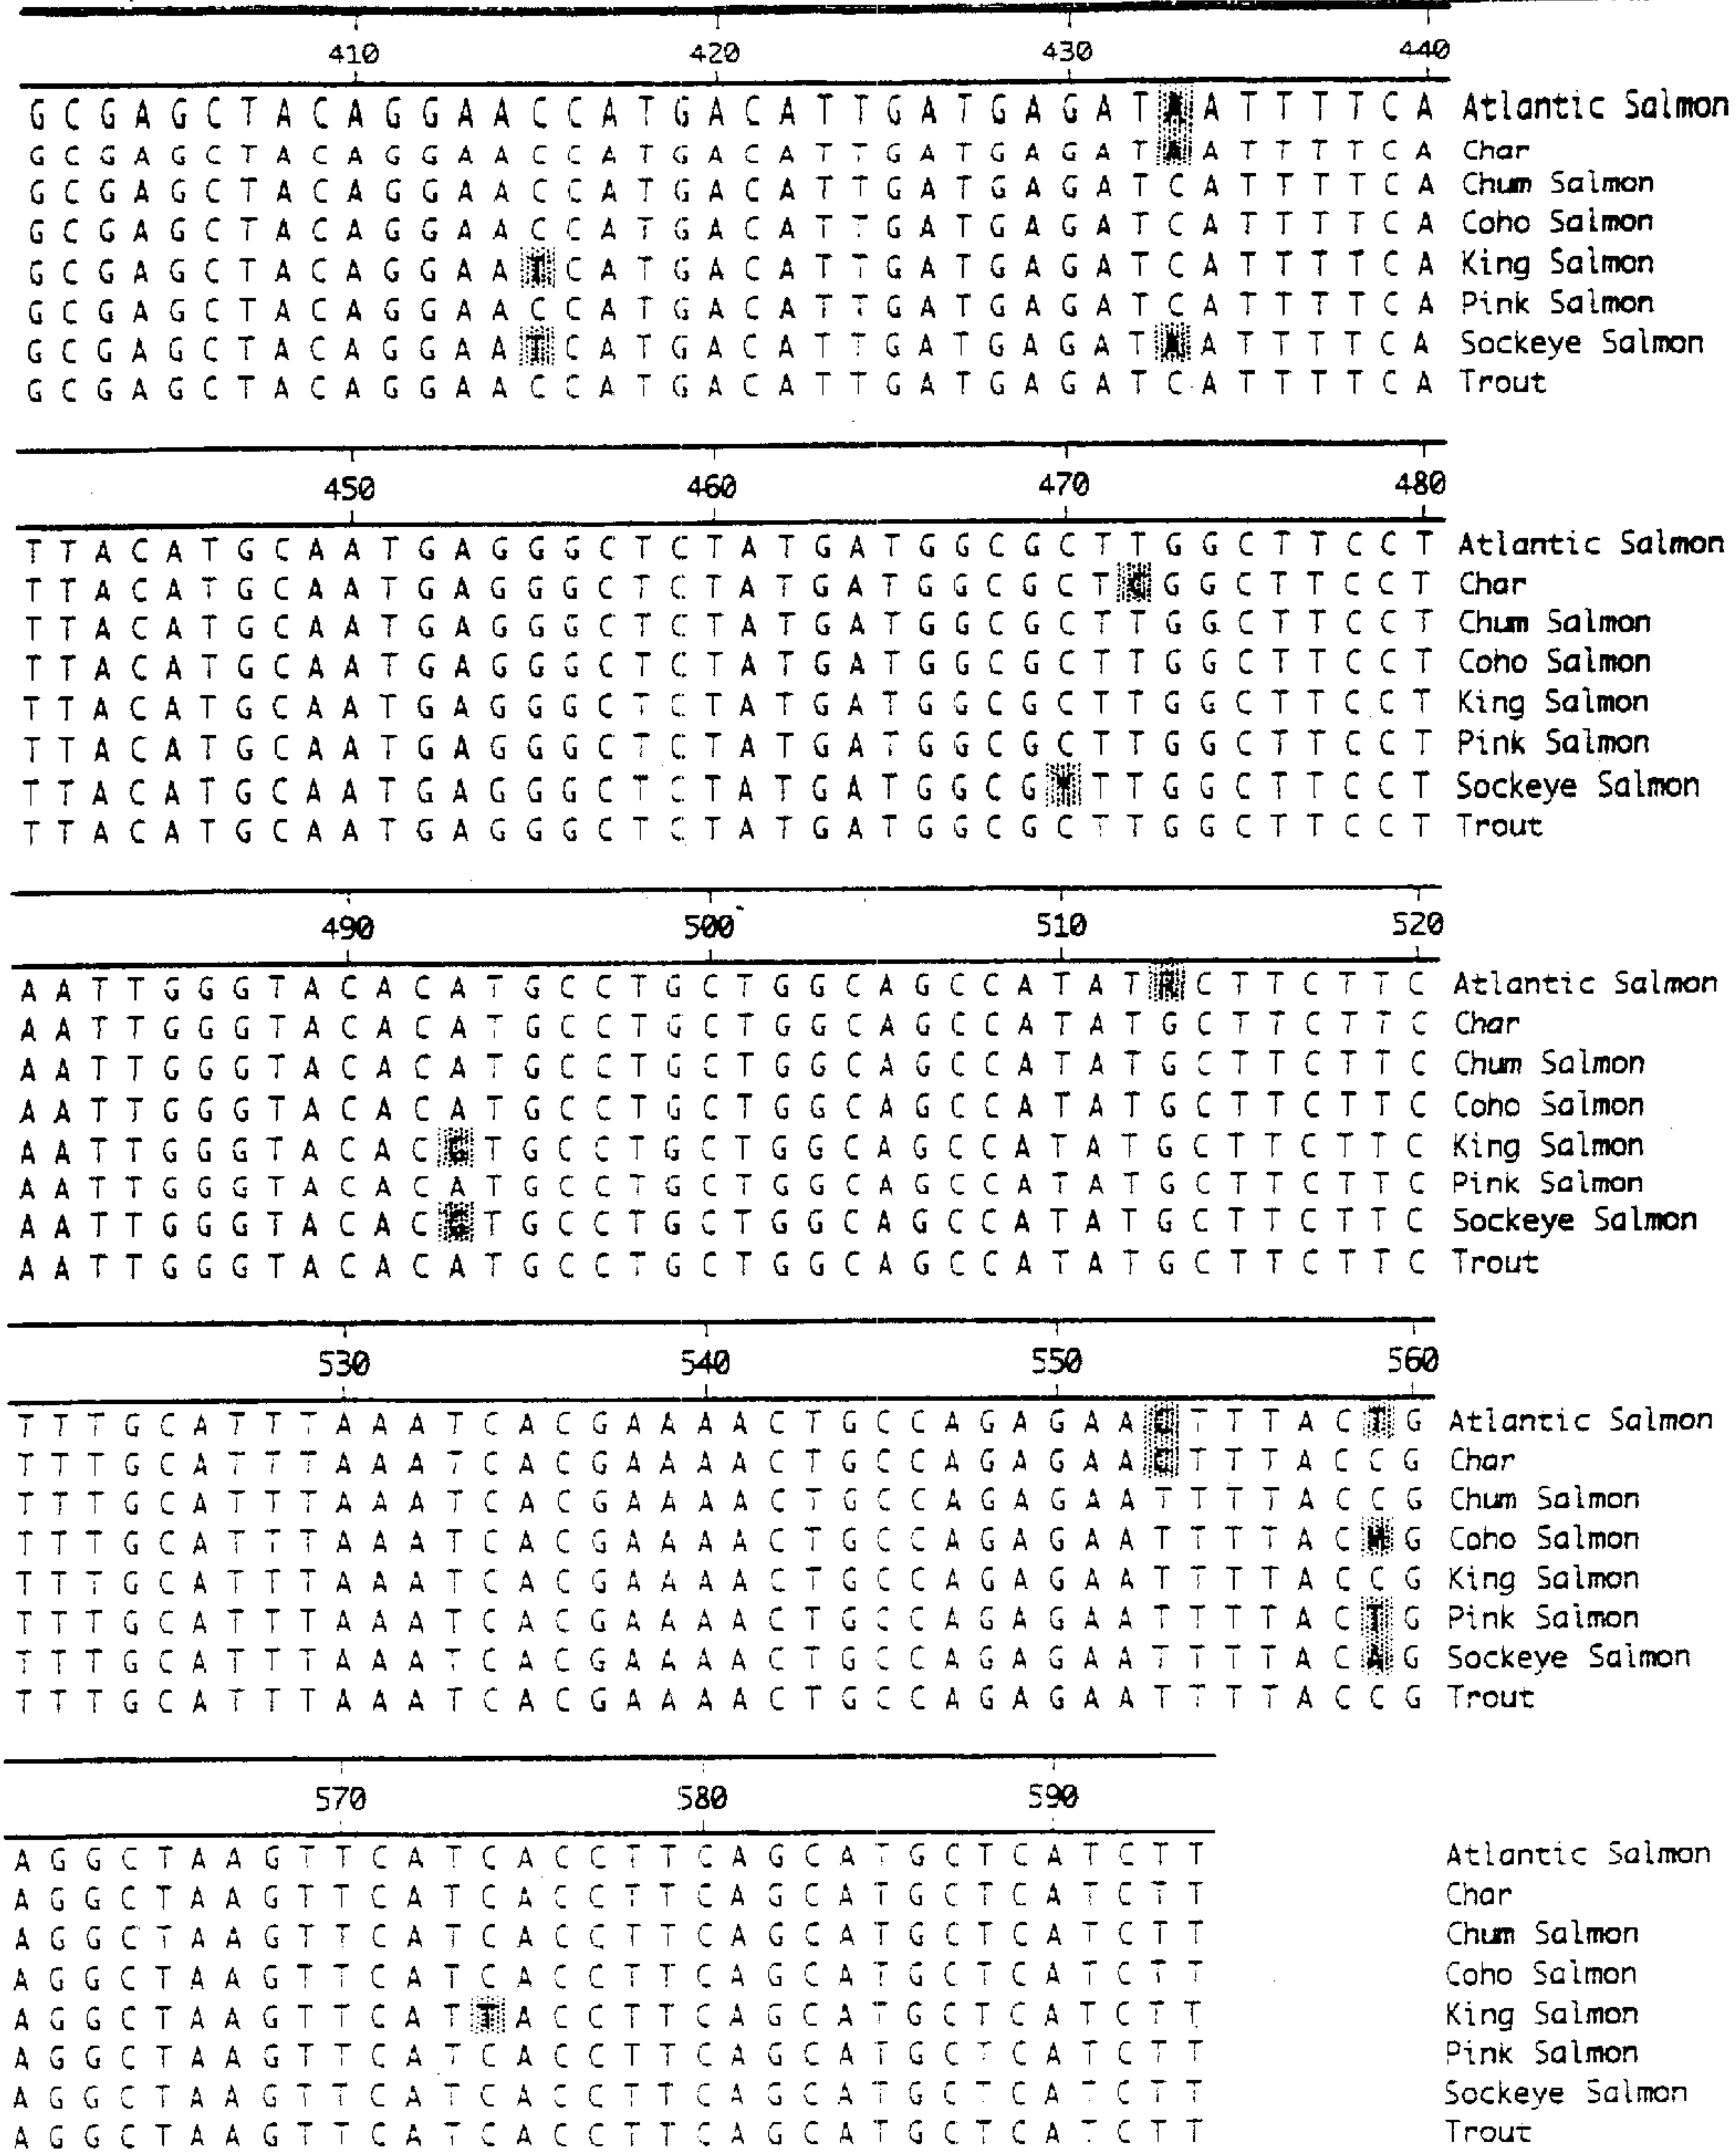 410 420 430 440
G C G A G C T A C A G G A A C C A T G A C A T T G A T G A G A T A A T T T T C A Atlantic Salmon
G C G A G C T A C A G G A A C C A T G A C A T T G A T G A G A T A A T T T T C A Char
G C G A G C T A C A G G A A C C A T G A C A T T G A T G A G A T C A T T T T C A Chum Salmon
G C G A G C T A C A G G A A C C A T G A C A T T G A T G A G A T C A T T T T C A Coho Salmon
G C G A G C T A C A G G A A T C A T G A C A T T G A T G A G A T C A T T T T C A King Salmon
G C G A G C T A C A G G A A C C A T G A C A T T G A T G A G A T C A T T T T C A Pink Salmon
G C G A G C T A C A G G A A T C A T G A C A T T G A T G A G A T A A T T T T C A Sockeye Salmon
G C G A G C T A C A G G A A C C A T G A C A T T G A T G A G A T C A T T T T C A Trout
450 460 470 480
T T A C A T G C A A T G A G G G C T C T A T G A T G G C G C T T G G C T T C C T Atlantic Salmon
T T A C A T G C A A T G A G G G C T C T A T G A T G G C G C T C G G C T T C C T Char
T T A C A T G C A A T G A G G G C T C T A T G A T G G C G C T T G G C T T C C T Chum Salmon
T T A C A T G C A A T G A G G G C T C T A T G A T G G C G C T T G G C T T C C T Coho Salmon
T T A C A T G C A A T G A G G G C T C T A T G A T G G C G C T T G G C T T C C T King Salmon
T T A C A T G C A A T G A G G G C T C T A T G A T G G C G C T T G G C T T C C T Pink Salmon
T T A C A T G C A A T G A G G G C T C T A T G A T G G C G Y T T G G C T T C C T Sockeye Salmon
T T A C A T G C A A T G A G G G C T C T A T G A T G G C G C T T G G C T T C C T Trout
490 500 510 520
A A T T G G G T A C A C A T G C C T G C T G G C A G C C A T A T R C T T C T T C Atlantic Salmon
A A T T G G G T A C A C A T G C C T G C T G G C A G C C A T A T G C T T C T T C Char
A A T T G G G T A C A C A T G C C T G C T G G C A G C C A T A T G C T T C T T C Chum Salmon
A A T T G G G T A C A C A T G C C T G C T G G C A G C C A T A T G C T T C T T C Coho Salmon
A A T T G G G T A C A C G T G C C T G C T G G C A G C C A T A T G C T T C T T C King Salmon
A A T T G G G T A C A C A T G C C T G C T G G C A G C C A T A T G C T T C T T C Pink Salmon
A A T T G G G T A C A C G T G C C T G C T G G C A G C C A T A T G C T T C T T C Sockeye Salmon
A A T T G G G T A C A C A T G C C T G C T G G C A G C C A T A T G C T T C T T C Trout
530 540 550 560
T T T G C A T T T A A A T C A C G A A A A C T G C C A G A G A A C T T T A C T G Atlantic Salmon
T T T G C A T T T A A A T C A C G A A A A C T G C C A G A G A A C T T T A C C G Char
T T T G C A T T T A A A T C A C G A A A A C T G C C A G A G A A T T T T A C C G Chum Salmon
T T T G C A T T T A A A T C A C G A A A A C T G C C A G A G A A T T T T A C M G Coho Salmon
T T T G C A T T T A A A T C A C G A A A A C T G C C A G A G A A T T T T A C C G King Salmon
T T T G C A T T T A A A T C A C G A A A A C T G C C A G A G A A T T T T A C T G Pink Salmon
T T T G C A T T T A A A T C A C G A A A A C T G C C A G A G A A T T T T A C A G Sockeye Salmon
T T T G C A T T T A A A T C A C G A A A A C T G C C A G A G A A T T T T A C C G Trout
570 580 590
A G G C T A A G T T C A T C A C C T T C A G C A T G C T C A T C T T Atlantic Salmon
A G G C T A A G T T C A T C A C C T T C A G C A T G C T C A T C T T Char
A G G C T A A G T T C A T C A C C T T C A G C A T G C T C A T C T T Chum Salmon
A G G C T A A G T T C A T C A C C T T C A G C A T G C T C A T C T T Coho Salmon
A G G C T A A G T T C A T T A C C T T C A G C A T G C T C A T C T T King Salmon
A G G C T A A G T T C A T C A C C T T C A G C A T G C T C A T C T T Pink Salmon
A G G C T A A G T T C A T C A C C T T C A G C A T G C T C A T C T T Sockeye Salmon
A G G C T A A G T T C A T C A C C T T C A G C A T G C T C A T C T T Trout